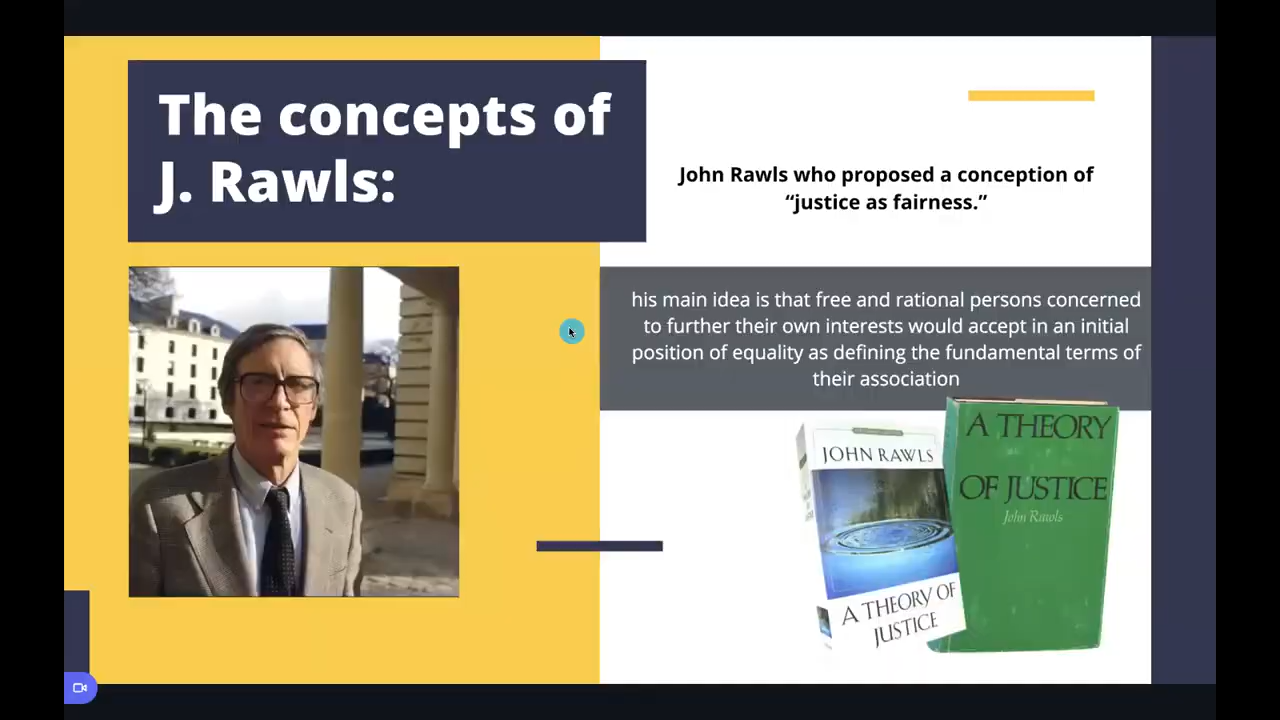 The concepts of
J. Rawls:
John Rawls who proposed a conception of
“justice as fairness.”
his main idea is that free and rational persons concerned
to further their own interests would accept in an initial
position of equality as defining the fundamental terms of
their association
JOHN RAWLS
A THEORY OF
JUSTICE
A THEORY
OF JUSTICE
John Rawls